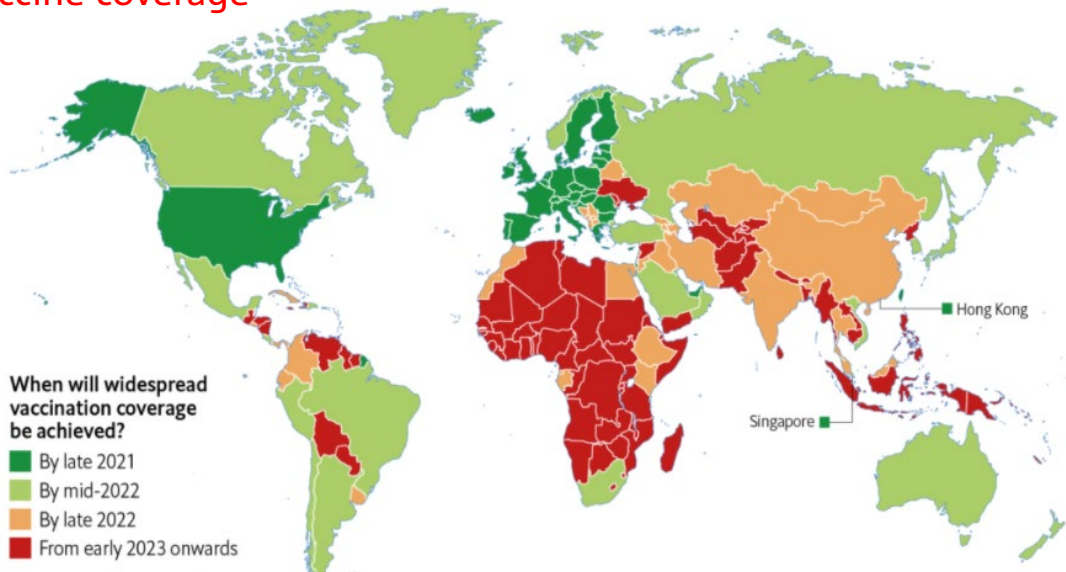 coverage
Hong Kong
Singapore
When will widespread
vaccination coverage
be achieved?
By late 2021
By mid-2022
By late 2022
From early 2023 onwards